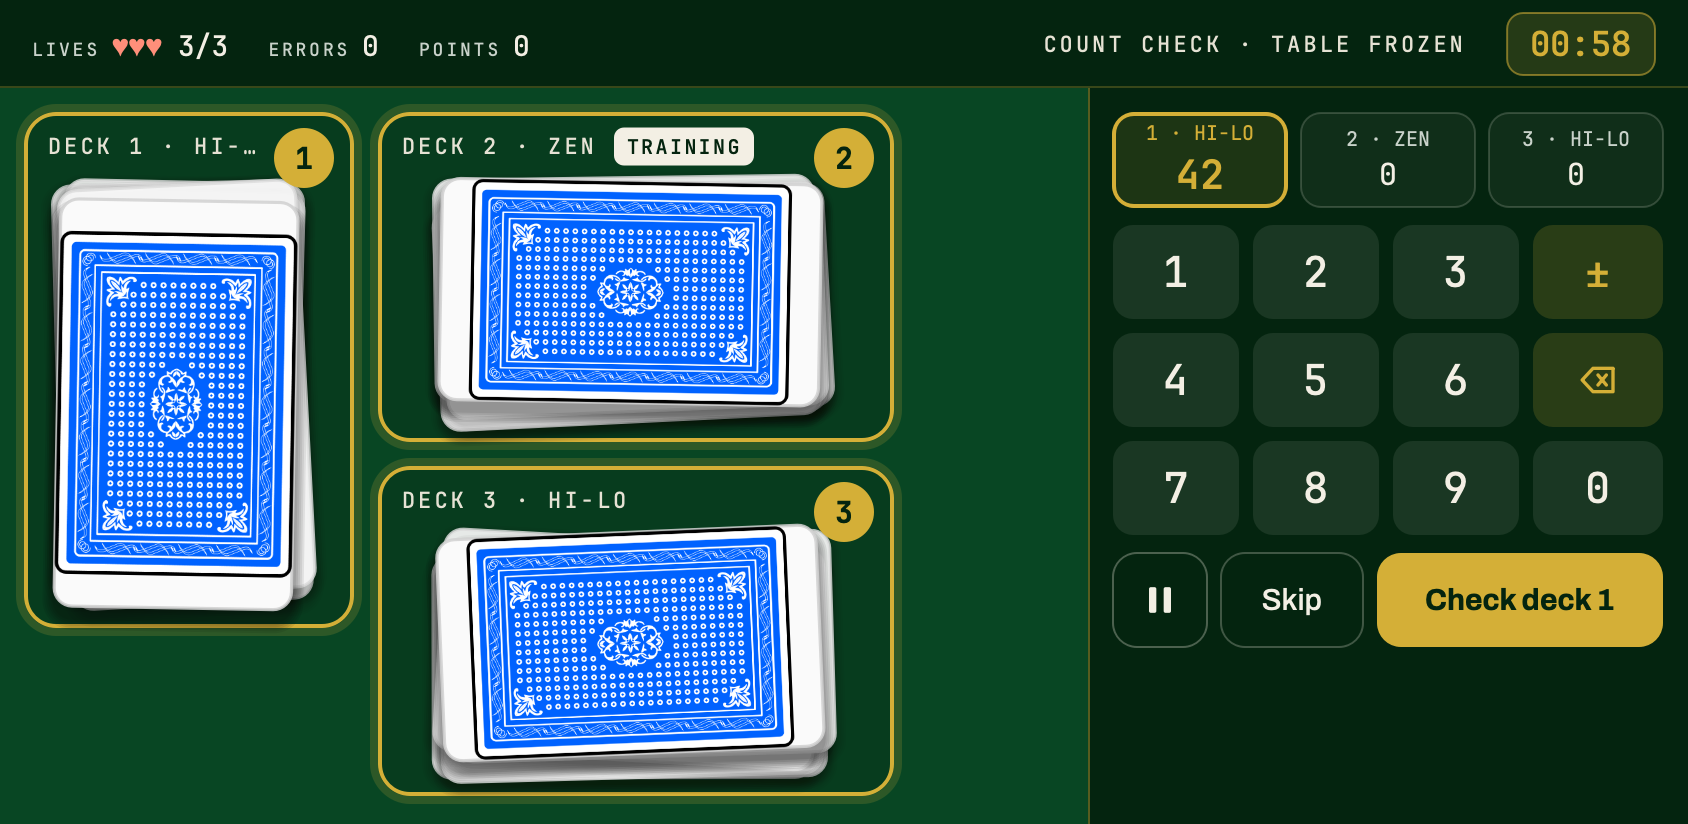 LIVES ♥♥♥ 3/3 ERRORS 0 POINTS 0
COUNT CHECK · TABLE FROZEN 00:58
DECK 1 · HI-… 1
DECK 2 · ZEN TRAINING 2
DECK 3 · HI-LO 3
1 · HI-LO
42
2 · ZEN
0
3 · HI-LO
0
1 2 3 ±
4 5 6
7 8 9 0
Skip Check deck 1